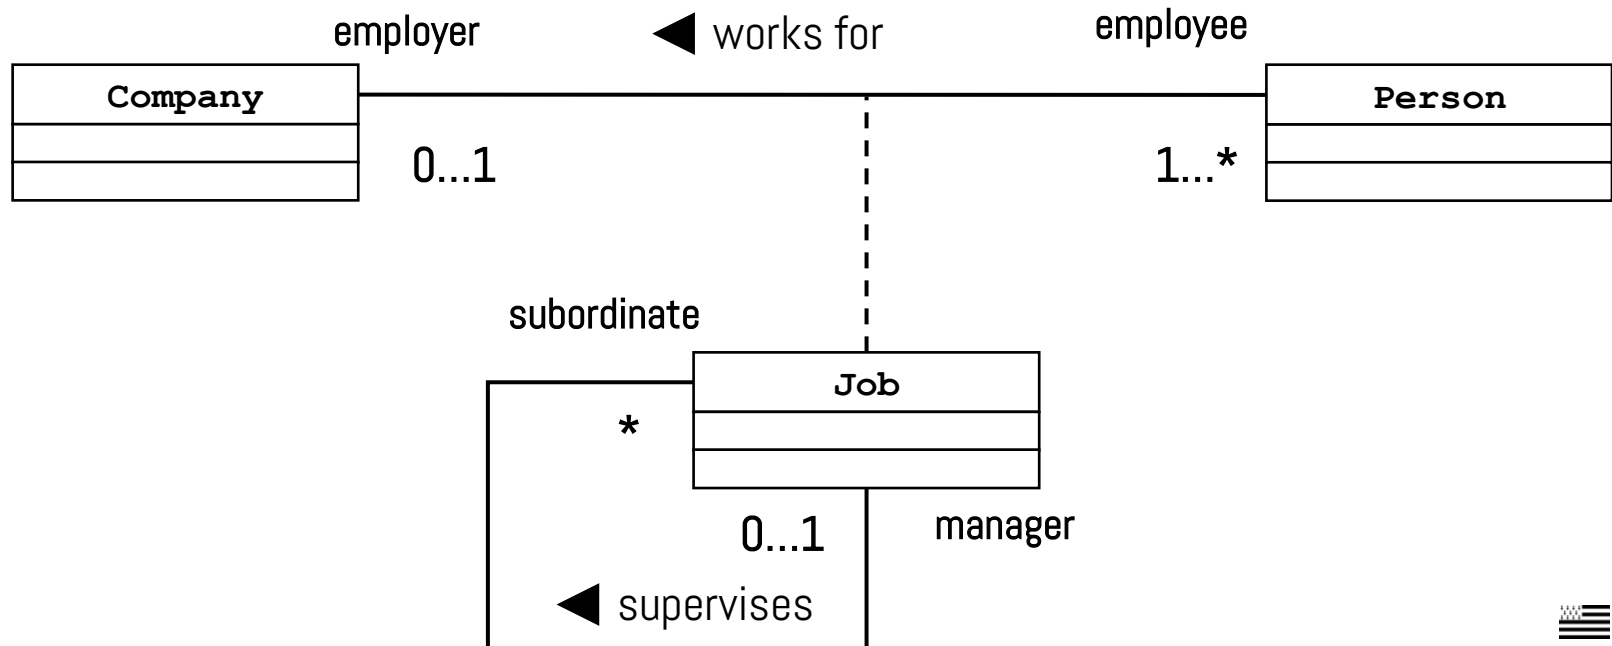 employer
◀ works for
employee
Company
Person
0...1
1...*
subordinate
Job
*
0...1
manager
◀ supervises